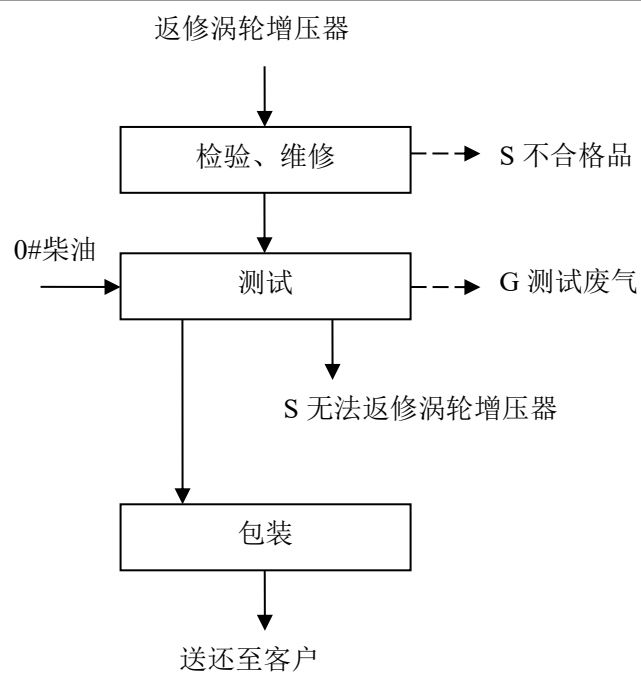 返修涡轮增压器
检验、维修
S 不合格品
0#柴油
测试
G 测试废气
S 无法返修涡轮增压器
包装
送还至客户